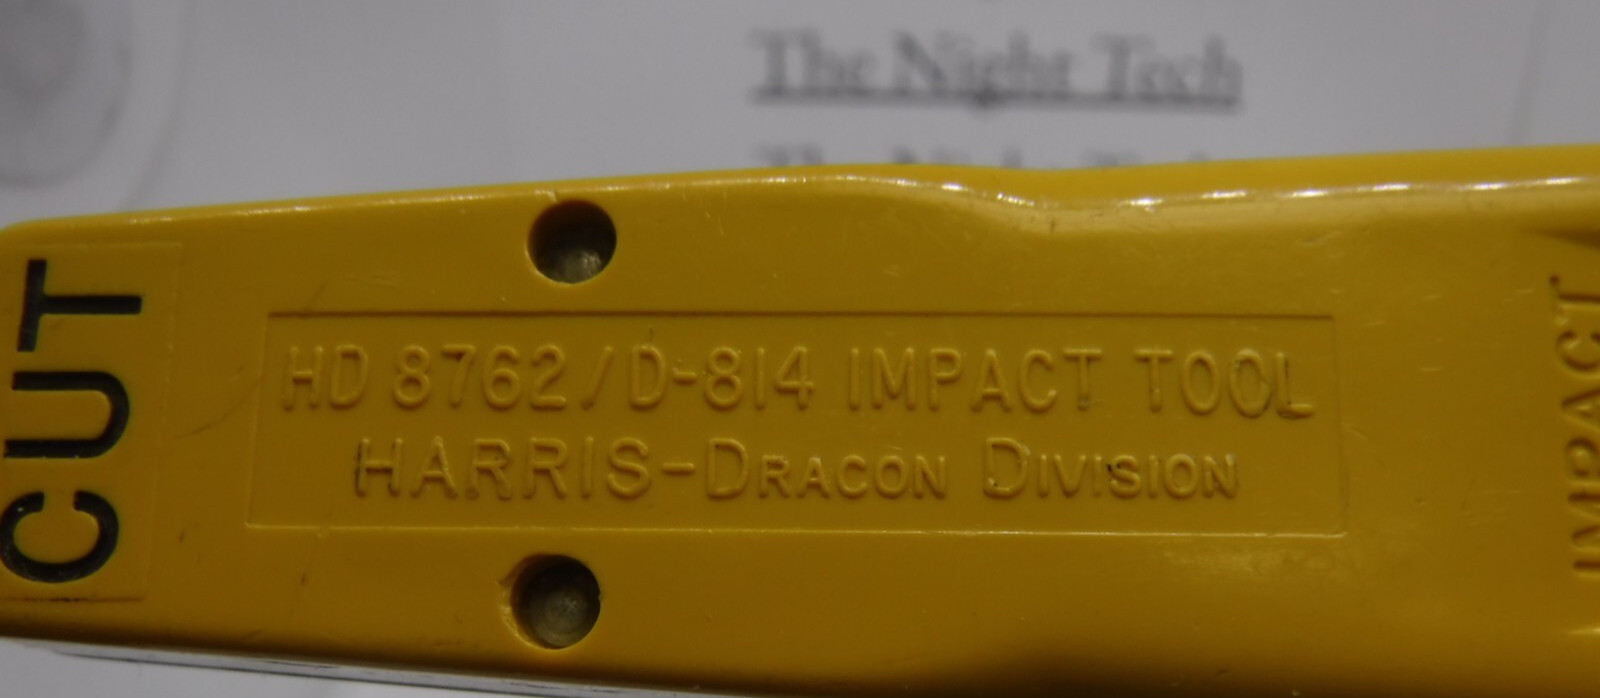 The Night Tech
CUT
HD 8762/D-814 IMPACT TOOL
HARRIS-DRACON DIVISION
IMPACT